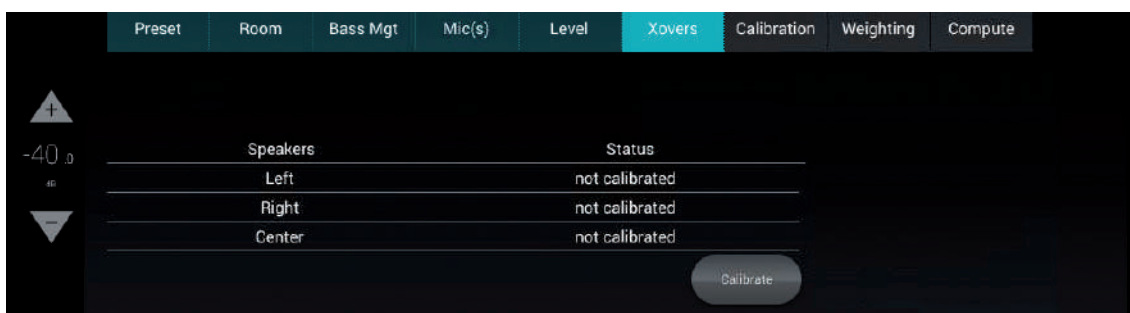 Preset Room Bass Mgt Mic(s) Level Xovers Calibration Weighting Compute
+
-40.0
dB
−
Speakers Status
Left not calibrated
Right not calibrated
Center not calibrated
Calibrate